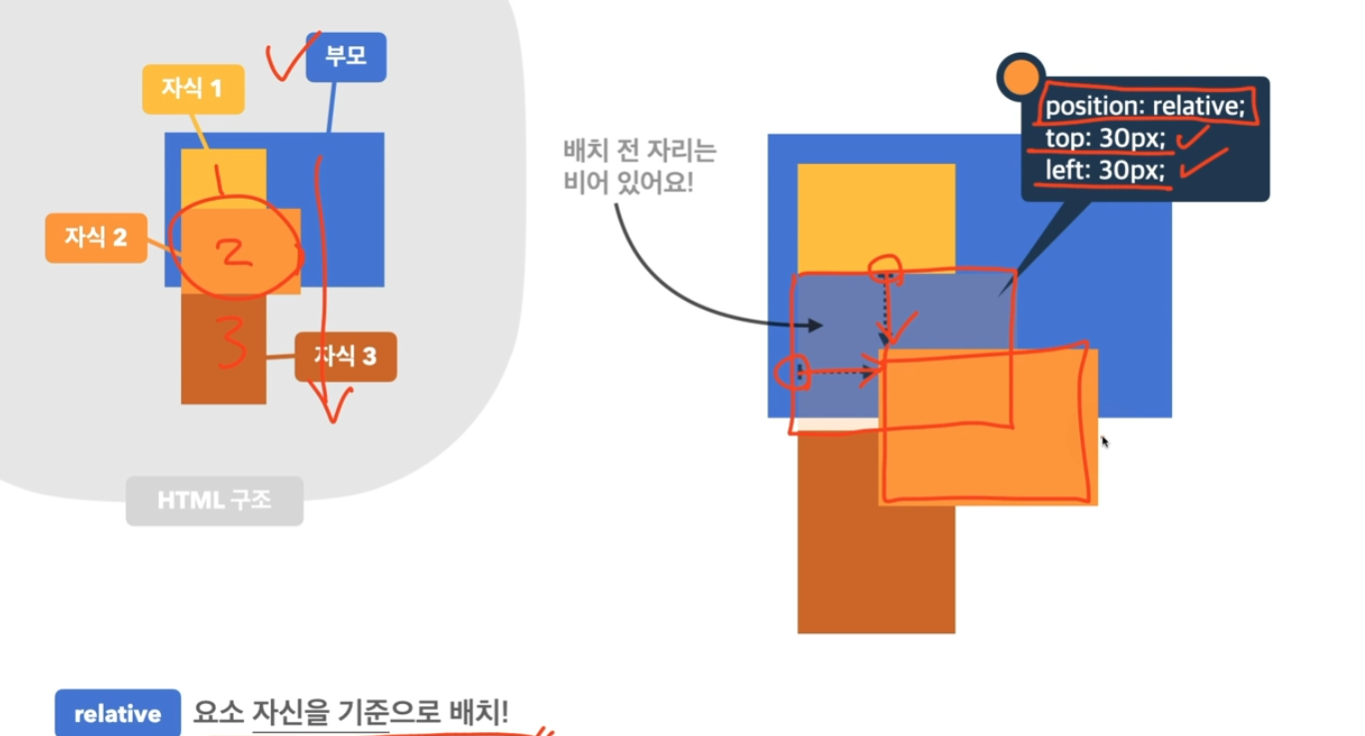 부모
자식 1
1
자식 2
2
3
자식 3
HTML 구조
배치 전 자리는
비어 있어요!
position: relative;
top: 30px;
left: 30px;
relative 요소 자신을 기준으로 배치!